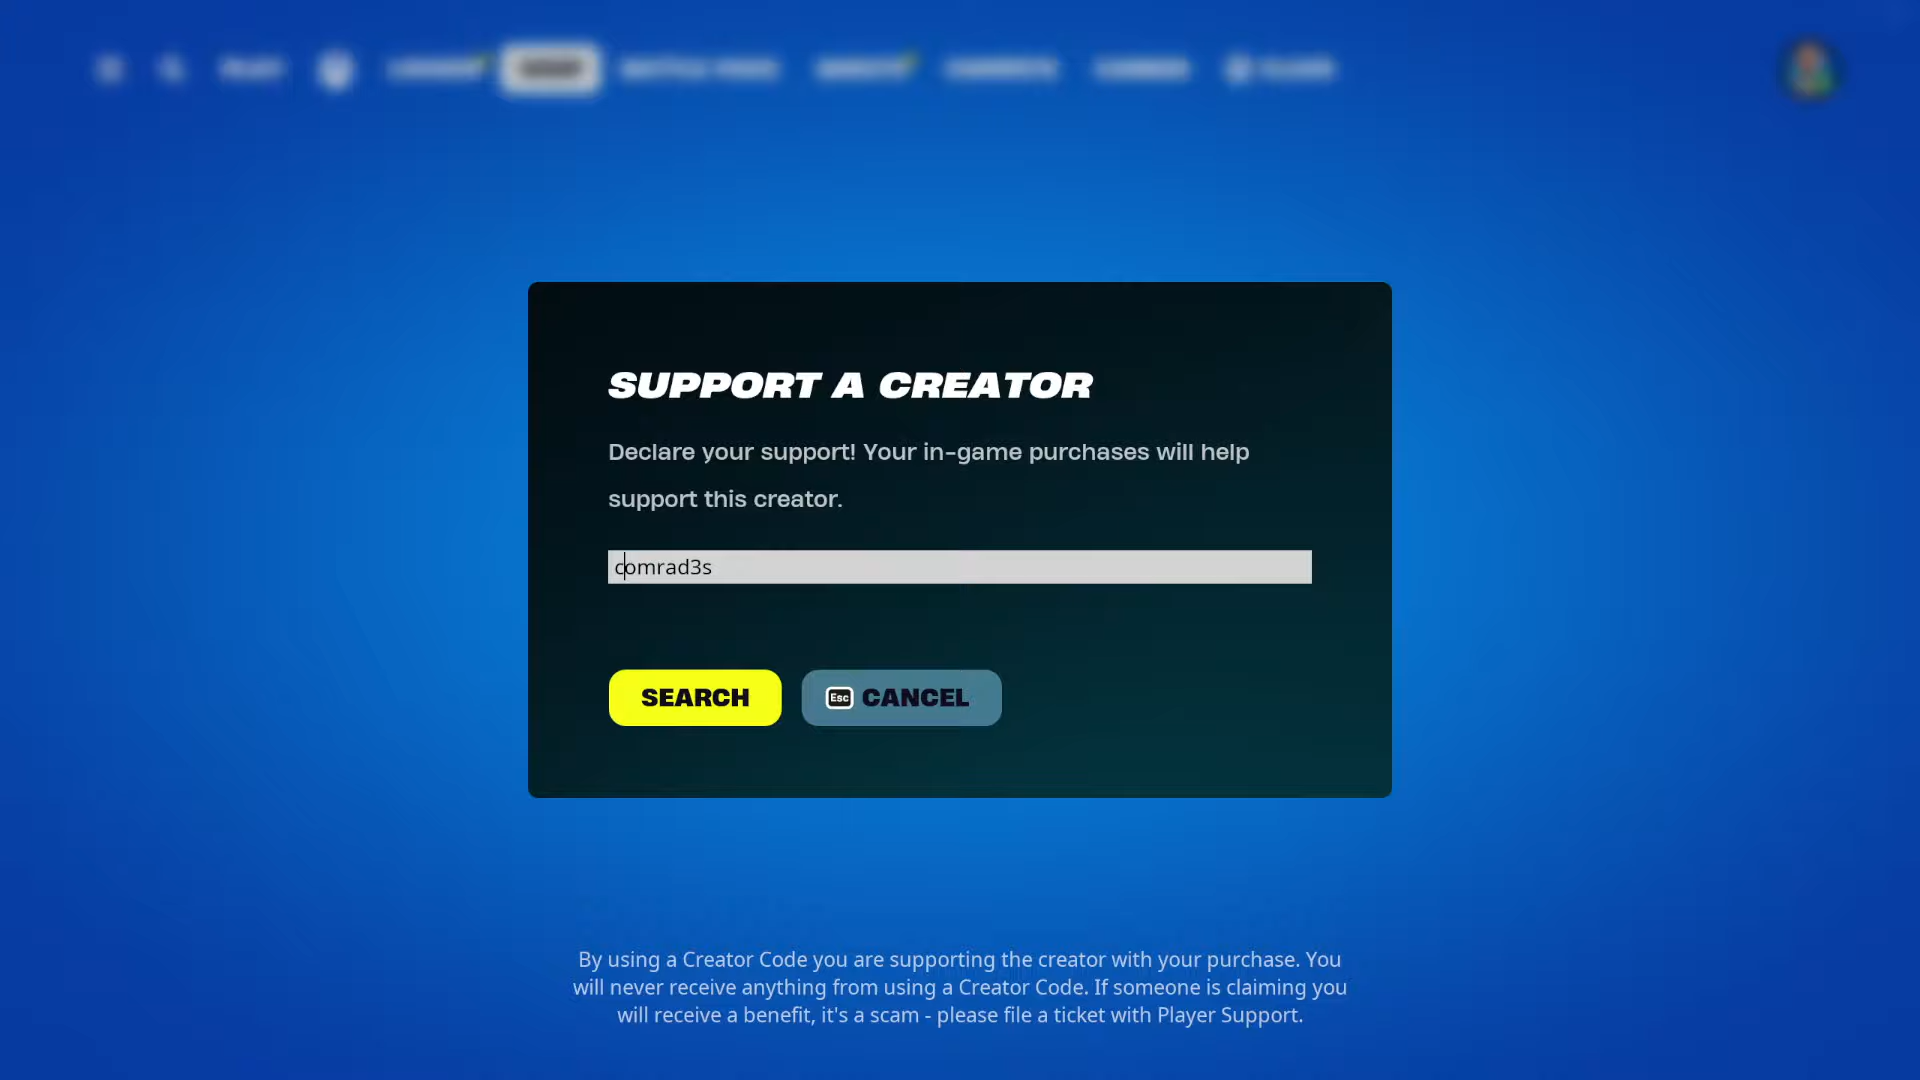 SUPPORT A CREATOR
Declare your support! Your in-game purchases will help
support this creator.
comrad3s
SEARCH
Esc CANCEL
By using a Creator Code you are supporting the creator with your purchase. You
will never receive anything from using a Creator Code. If someone is claiming you
will receive a benefit, it's a scam - please file a ticket with Player Support.